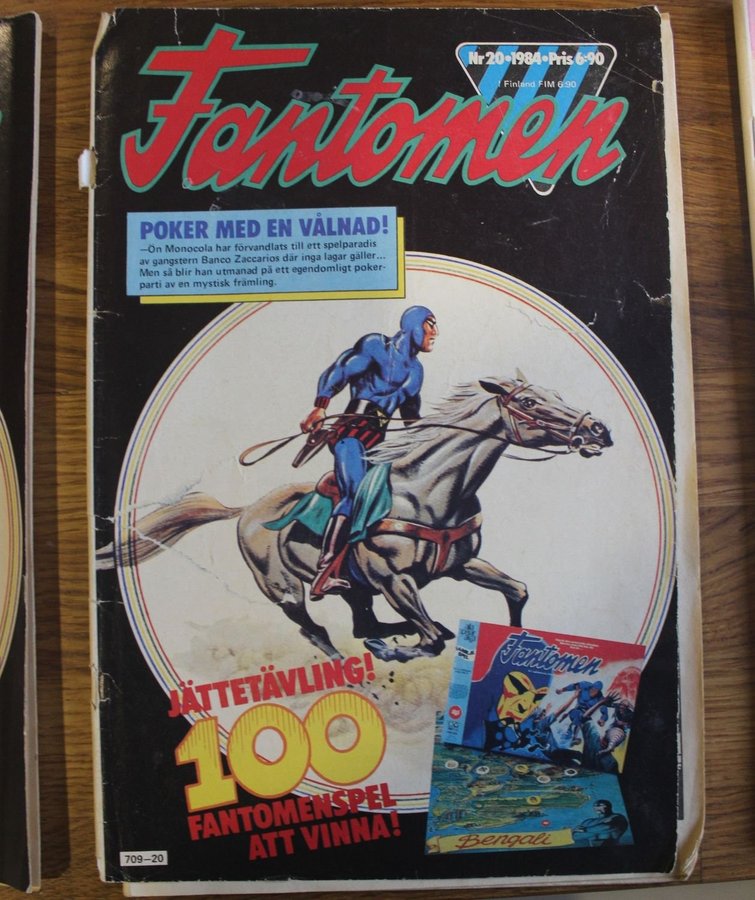 Fantomen
Nr 20•1984•Pris 6:90
I Finland FIM 6:90
POKER MED EN VÅLNAD!
—Ön Monocola har förvandlats till ett spelparadis
av gangstern Banco Zaccarios där inga lagar gäller...
Men så blir han utmanad på ett egendomligt poker-
parti av en mystisk främling.
JÄTTETÄVLING!
100
FANTOMENSPEL
ATT VINNA!
Fantomen
Bengali
709—20